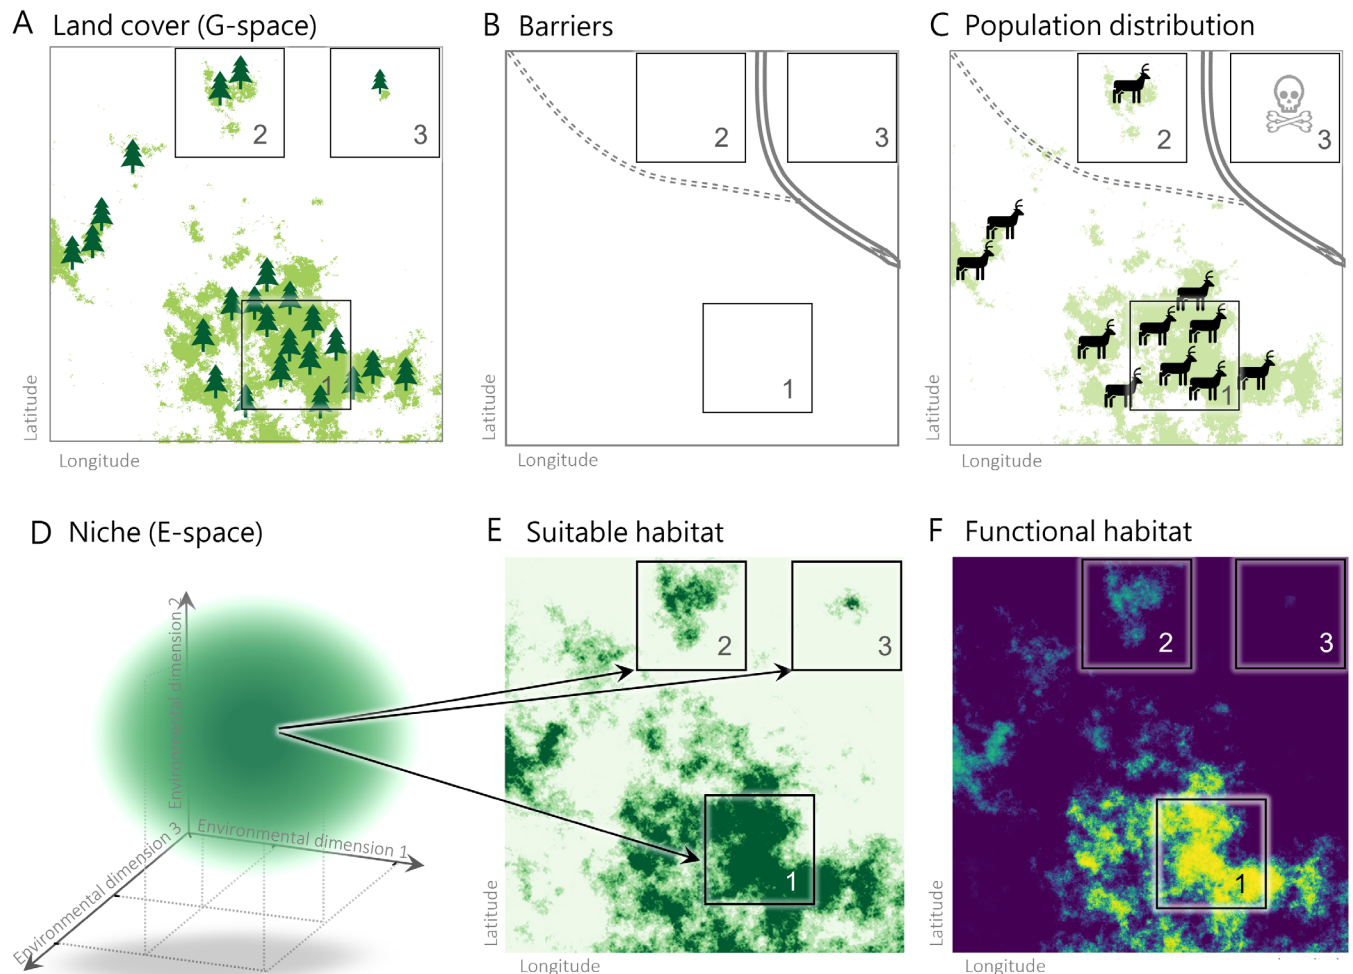 A Land cover (G-space)
B Barriers
C Population distribution
2
3
2
3
2
3
1
1
1
Latitude
Longitude
Latitude
Longitude
Latitude
Longitude
D Niche (E-space)
E Suitable habitat
F Functional habitat
Environmental dimension 2
Environmental dimension 3
Environmental dimension 1
2
3
1
Latitude
Longitude
2
3
1
Latitude
Longitude